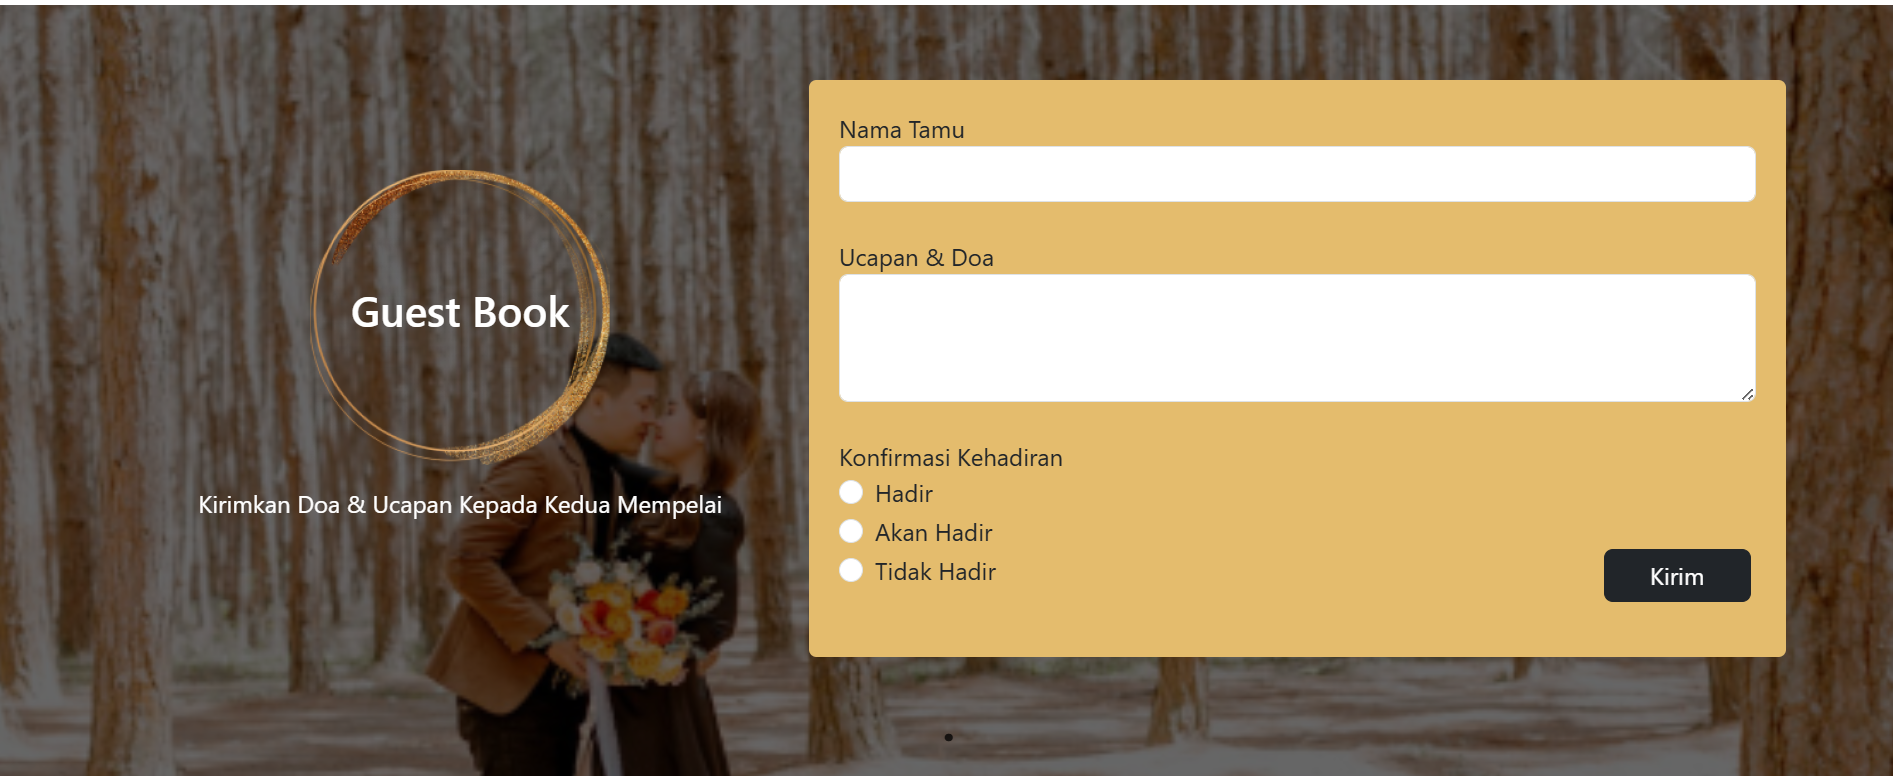 Guest Book
Kirimkan Doa & Ucapan Kepada Kedua Mempelai
Nama Tamu
Ucapan & Doa
Konfirmasi Kehadiran
Hadir
Akan Hadir
Tidak Hadir
Kirim